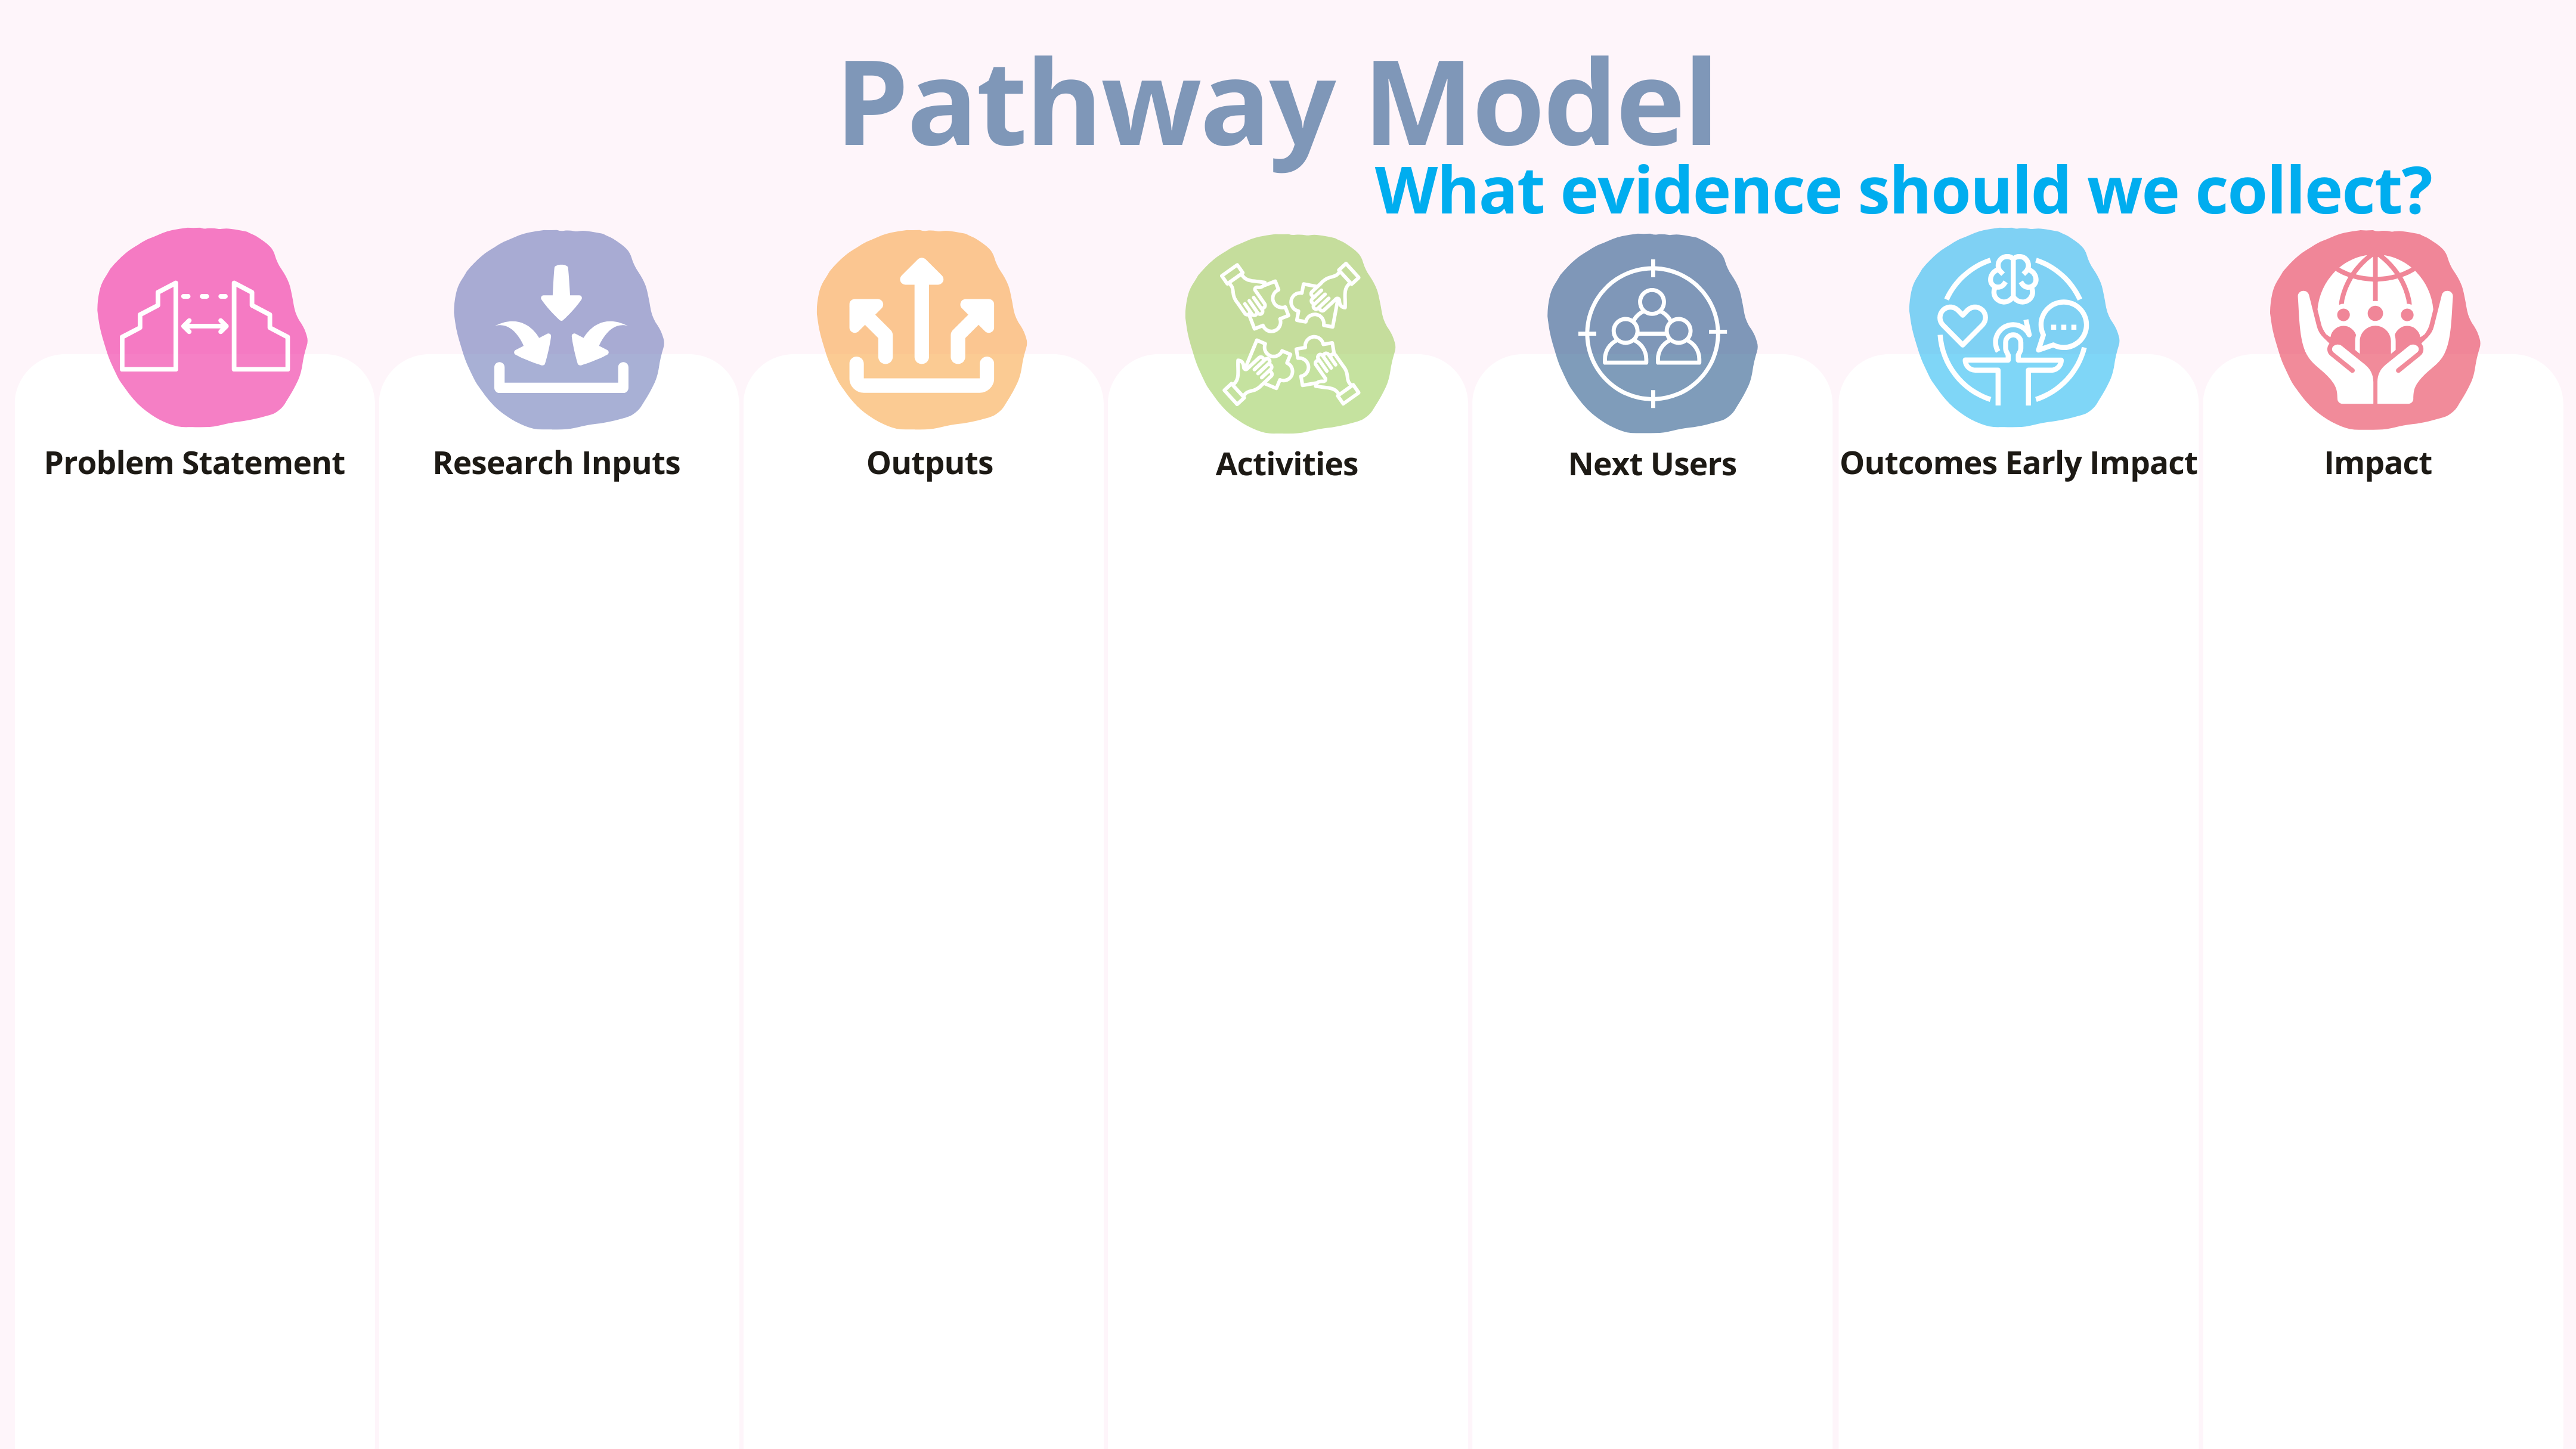 Pathway Model
What evidence should we collect?
Problem Statement
Research Inputs
Outputs
Activities
Next Users
Outcomes Early Impact
Impact